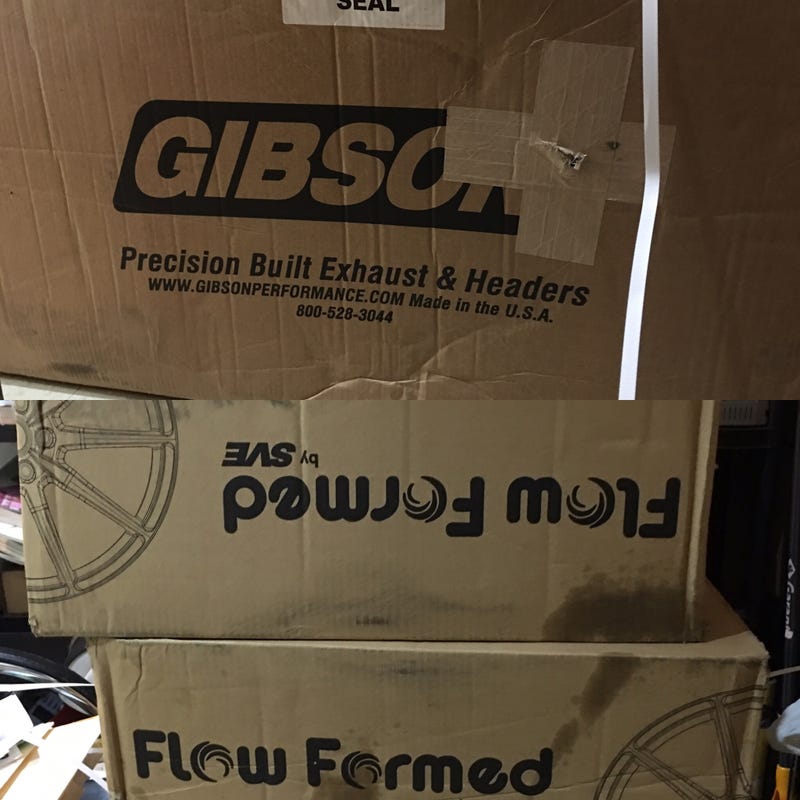 SEAL
GIBSON
Precision Built Exhaust & Headers
WWW.GIBSONPERFORMANCE.COM Made in the U.S.A.
800-528-3044
Flow Formed
by SVE
Flow Formed